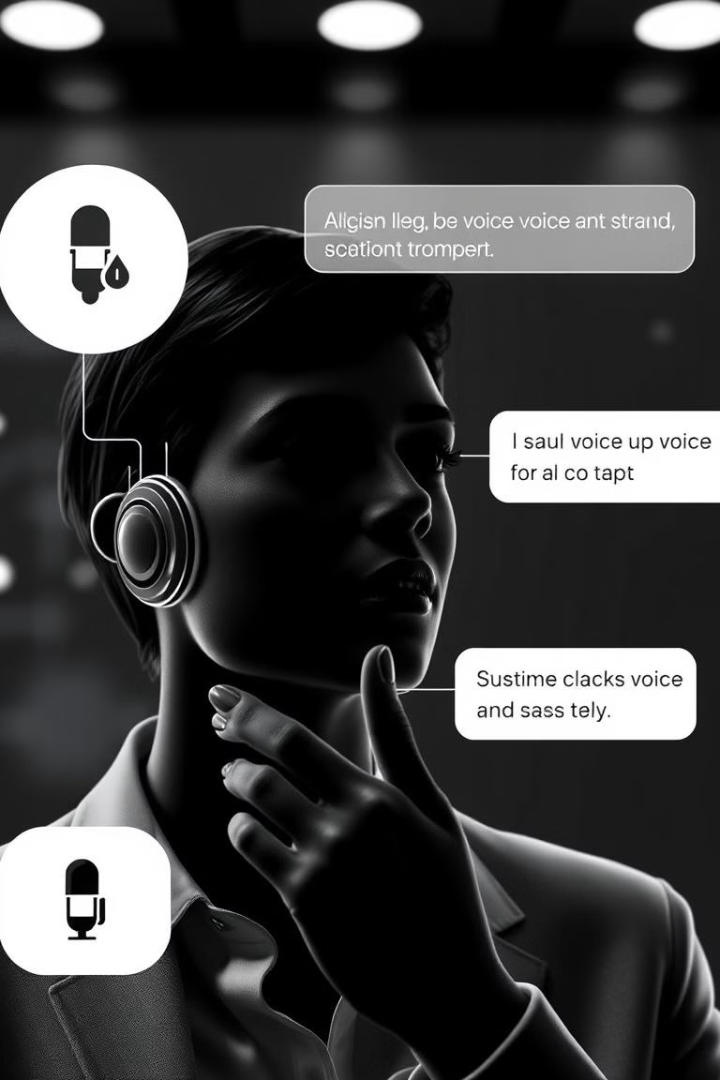 Allgisn lleg, be voice voice ant strand,
scationt trompert.
I saul voice up voice
for al co tapt
Sustime clacks voice
and sass tely.